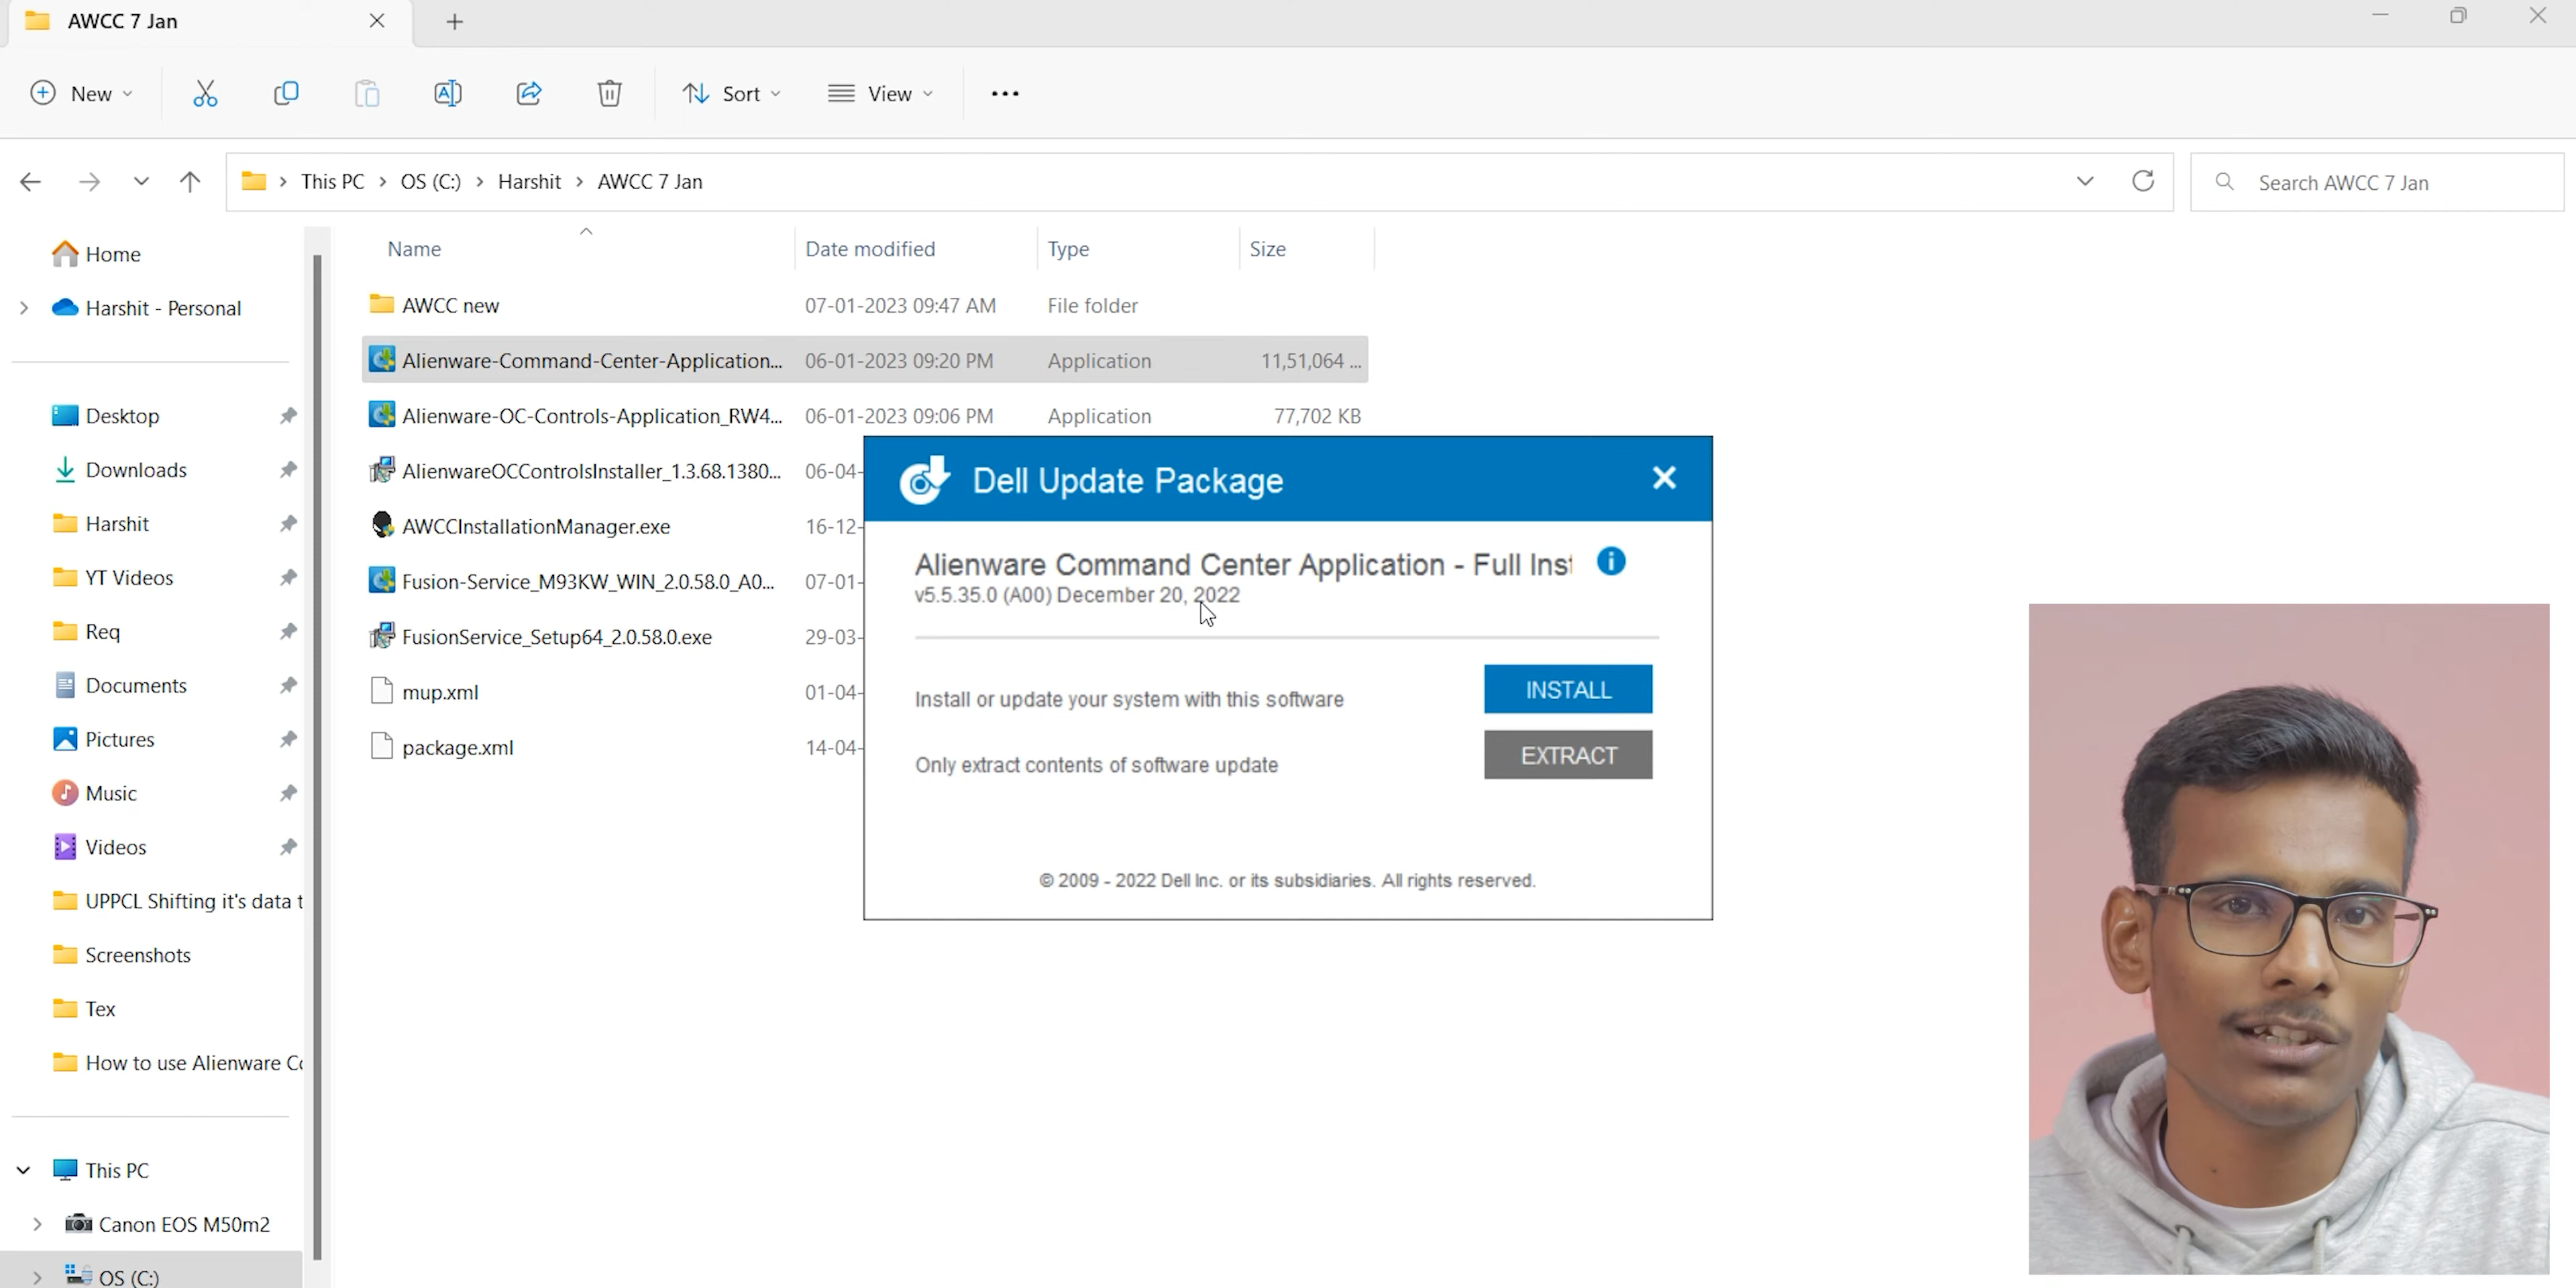 AWCC 7 Jan
New
Sort
View
This PC
OS (C:)
Harshit
AWCC 7 Jan
Search AWCC 7 Jan
Home
Harshit - Personal
Desktop
Downloads
Harshit
YT Videos
Req
Documents
Pictures
Music
Videos
UPPCL Shifting it's data t
Screenshots
Tex
How to use Alienware Co
This PC
Canon EOS M50m2
OS (C:)
Name Date modified Type Size
AWCC new 07-01-2023 09:47 AM File folder
Alienware-Command-Center-Application... 06-01-2023 09:20 PM Application 11,51,064 ...
Alienware-OC-Controls-Application_RW4... 06-01-2023 09:06 PM Application 77,702 KB
AlienwareOCControlsInstaller_1.3.68.1380... 06-04-
AWCCInstallationManager.exe 16-12-
Fusion-Service_M93KW_WIN_2.0.58.0_A0... 07-01-
FusionService_Setup64_2.0.58.0.exe 29-03-
mup.xml 01-04-
package.xml 14-04-
Dell Update Package
Alienware Command Center Application - Full Inst
v5.5.35.0 (A00) December 20, 2022
Install or update your system with this software
INSTALL
Only extract contents of software update
EXTRACT
© 2009 - 2022 Dell Inc. or its subsidiaries. All rights reserved.